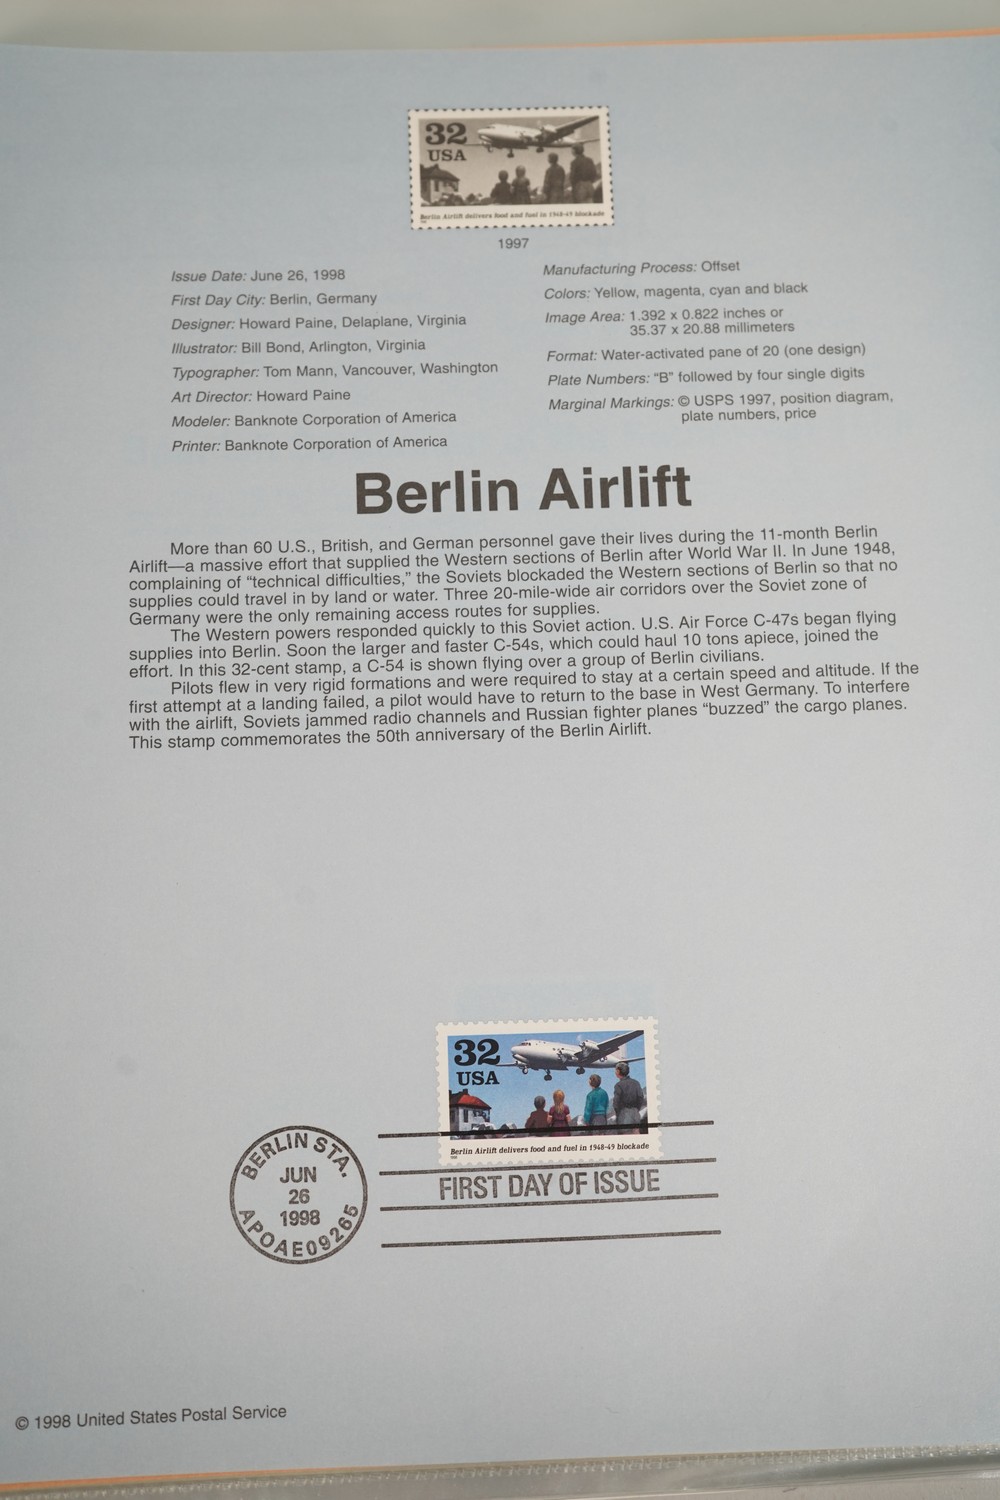 32
USA
Berlin Airlift delivers food and fuel in 1948-49 blockade
1997
Issue Date: June 26, 1998
First Day City: Berlin, Germany
Designer: Howard Paine, Delaplane, Virginia
Illustrator: Bill Bond, Arlington, Virginia
Typographer: Tom Mann, Vancouver, Washington
Art Director: Howard Paine
Modeler: Banknote Corporation of America
Printer: Banknote Corporation of America
Manufacturing Process: Offset
Colors: Yellow, magenta, cyan and black
Image Area: 1.392 x 0.822 inches or
35.37 x 20.88 millimeters
Format: Water-activated pane of 20 (one design)
Plate Numbers: “B” followed by four single digits
Marginal Markings: © USPS 1997, position diagram,
plate numbers, price
Berlin Airlift
More than 60 U.S., British, and German personnel gave their lives during the 11-month Berlin
Airlift—a massive effort that supplied the Western sections of Berlin after World War II. In June 1948,
complaining of “technical difficulties,” the Soviets blockaded the Western sections of Berlin so that no
supplies could travel in by land or water. Three 20-mile-wide air corridors over the Soviet zone of
Germany were the only remaining access routes for supplies.
The Western powers responded quickly to this Soviet action. U.S. Air Force C-47s began flying
supplies into Berlin. Soon the larger and faster C-54s, which could haul 10 tons apiece, joined the
effort. In this 32-cent stamp, a C-54 is shown flying over a group of Berlin civilians.
Pilots flew in very rigid formations and were required to stay at a certain speed and altitude. If the
first attempt at a landing failed, a pilot would have to return to the base in West Germany. To interfere
with the airlift, Soviets jammed radio channels and Russian fighter planes “buzzed” the cargo planes.
This stamp commemorates the 50th anniversary of the Berlin Airlift.
32
USA
Berlin Airlift delivers food and fuel in 1948-49 blockade
BERLIN STA.
JUN
26
1998
APOAE09265
FIRST DAY OF ISSUE
© 1998 United States Postal Service